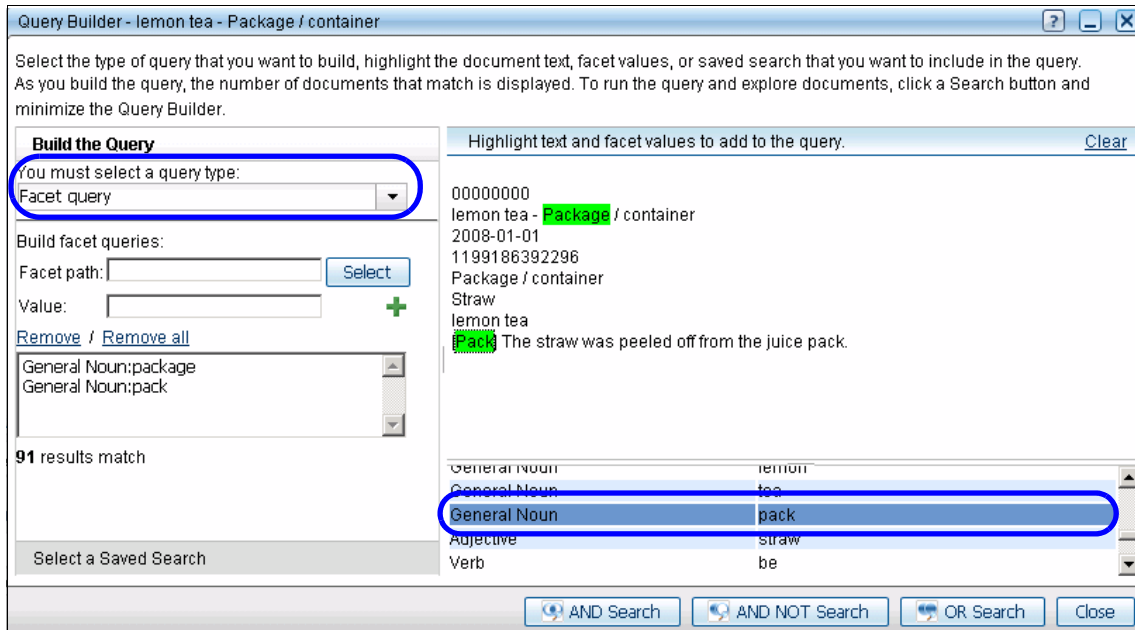 Query Builder - lemon tea - Package / container
?
Select the type of query that you want to build, highlight the document text, facet values, or saved search that you want to include in the query.
As you build the query, the number of documents that match is displayed. To run the query and explore documents, click a Search button and
minimize the Query Builder.
Build the Query
You must select a query type:
Facet query
Build facet queries:
Facet path:
Select
Value:
Remove / Remove all
General Noun:package
General Noun:pack
91 results match
Select a Saved Search
Highlight text and facet values to add to the query.
Clear
00000000
lemon tea - Package / container
2008-01-01
1199186392296
Package / container
Straw
lemon tea
[Pack] The straw was peeled off from the juice pack.
General Noun lemon
General Noun tea
General Noun pack
Adjective straw
Verb be
AND Search
AND NOT Search
OR Search
Close